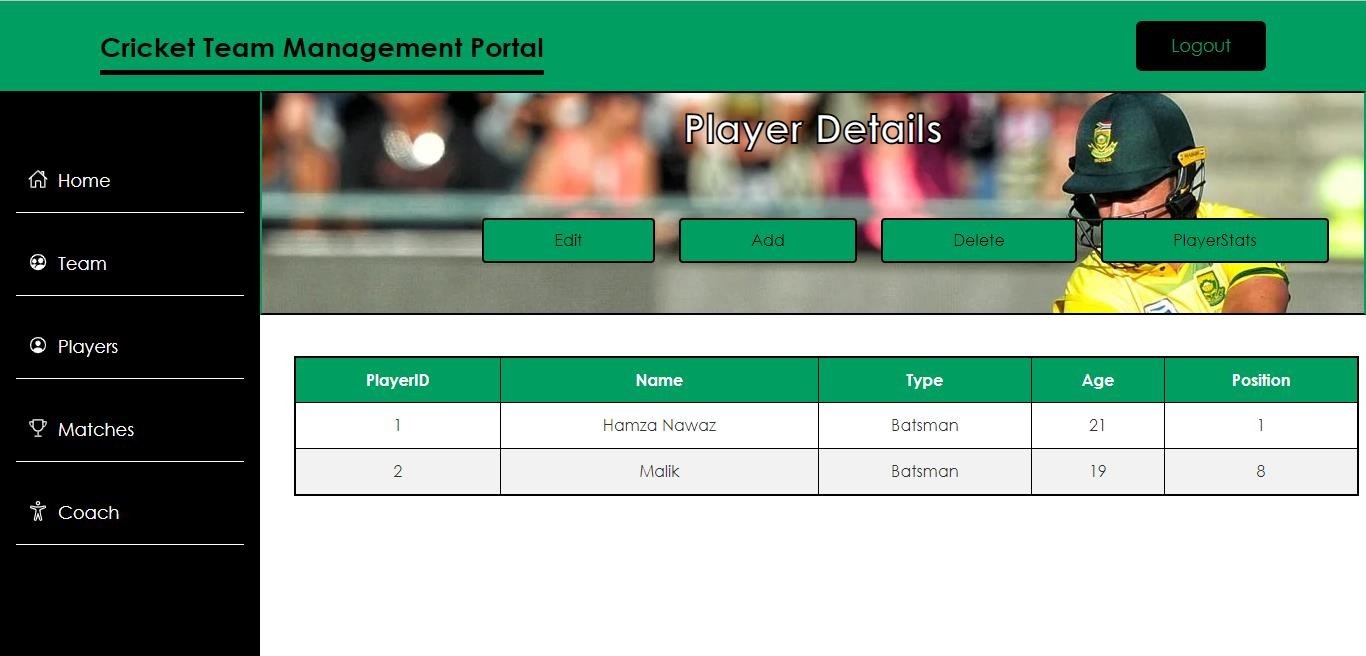 Cricket Team Management Portal
Logout
Home
Team
Players
Matches
Coach
Player Details
Edit Add Delete PlayerStats
PlayerID Name Type Age Position
1 Hamza Nawaz Batsman 21 1
2 Malik Batsman 19 8